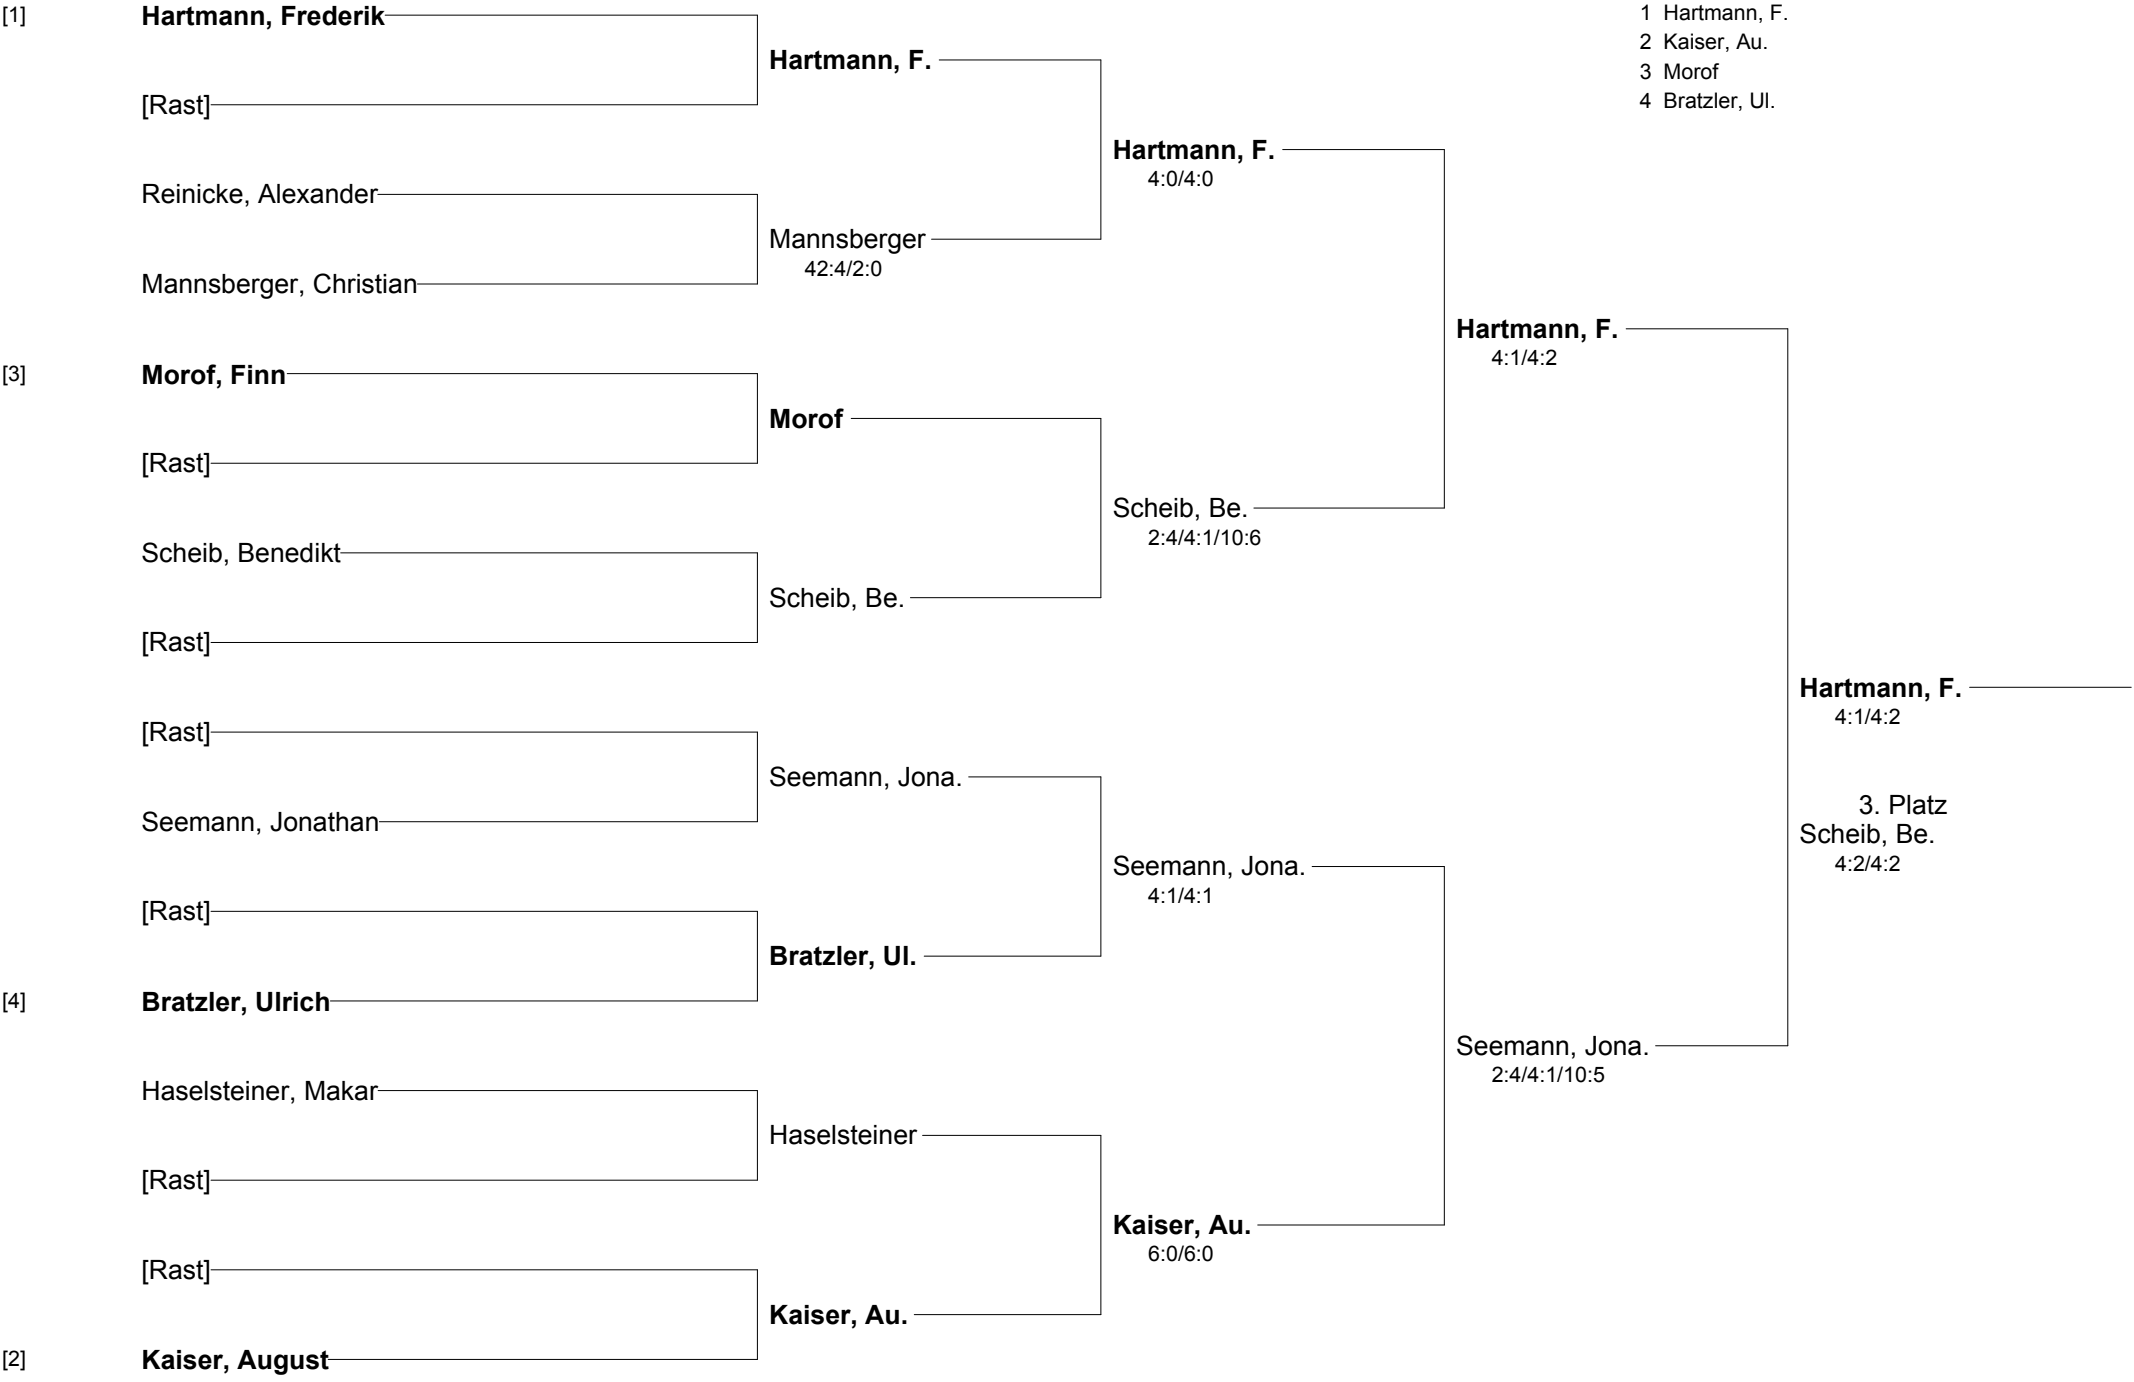 [1] Hartmann, Frederik
[Rast]
Reinicke, Alexander
Mannsberger, Christian
[3] Morof, Finn
[Rast]
Scheib, Benedikt
[Rast]
[Rast]
Seemann, Jonathan
[Rast]
[4] Bratzler, Ulrich
Haselsteiner, Makar
[Rast]
[Rast]
[2] Kaiser, August
Hartmann, F.
Mannsberger
42:4/2:0
Morof
Scheib, Be.
Seemann, Jona.
Bratzler, Ul.
Haselsteiner
Kaiser, Au.
Hartmann, F.
4:0/4:0
Scheib, Be.
2:4/4:1/10:6
Seemann, Jona.
4:1/4:1
Kaiser, Au.
6:0/6:0
Hartmann, F.
4:1/4:2
Seemann, Jona.
2:4/4:1/10:5
1 Hartmann, F.
2 Kaiser, Au.
3 Morof
4 Bratzler, Ul.
Hartmann, F.
4:1/4:2
3. Platz
Scheib, Be.
4:2/4:2